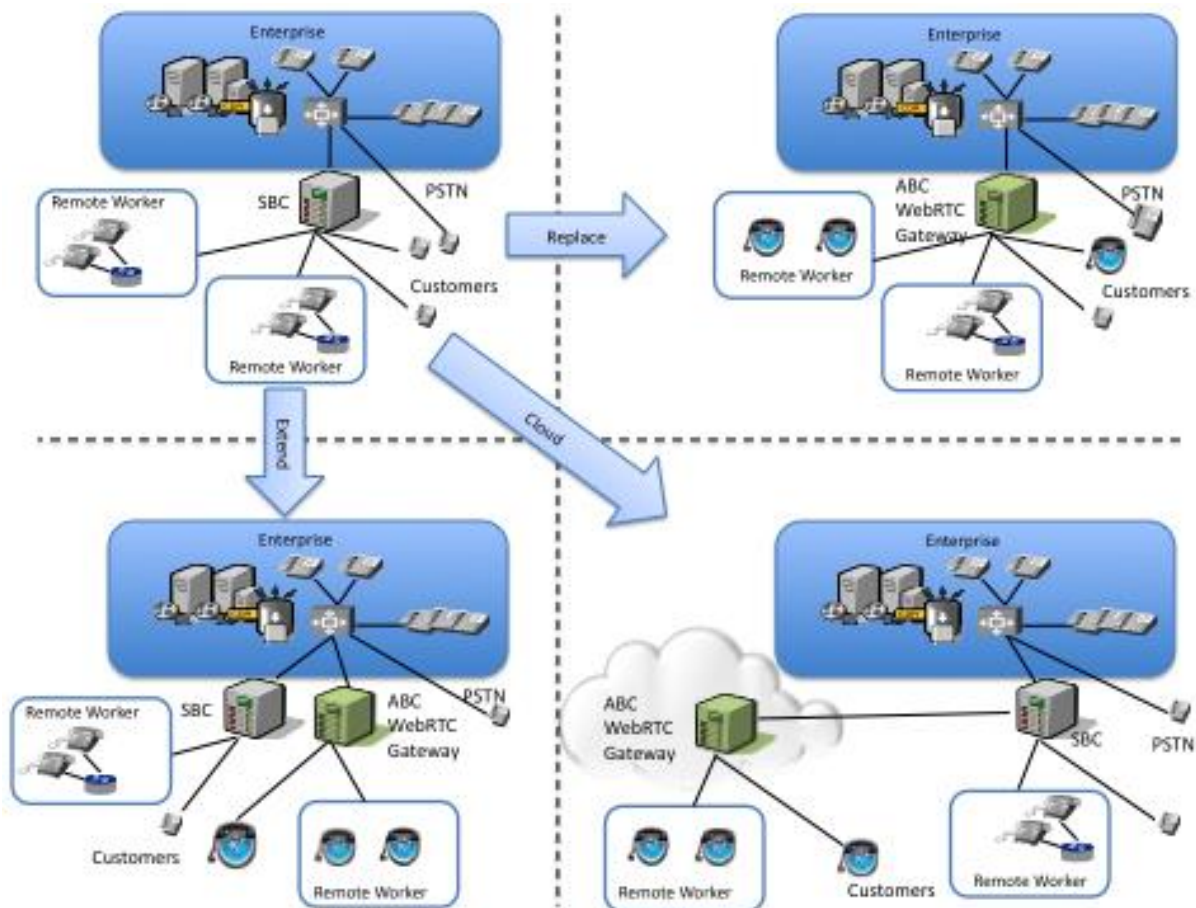 Enterprise
SBC
PSTN
Remote Worker
Customers
Remote Worker
Replace
Enterprise
ABC
WebRTC
Gateway
PSTN
Remote Worker
Customers
Remote Worker
Extend
Cloud
Enterprise
SBC
ABC
WebRTC
Gateway
PSTN
Remote Worker
Customers
Remote Worker
Enterprise
ABC
WebRTC
Gateway
SBC
PSTN
Remote Worker
Customers
Remote Worker